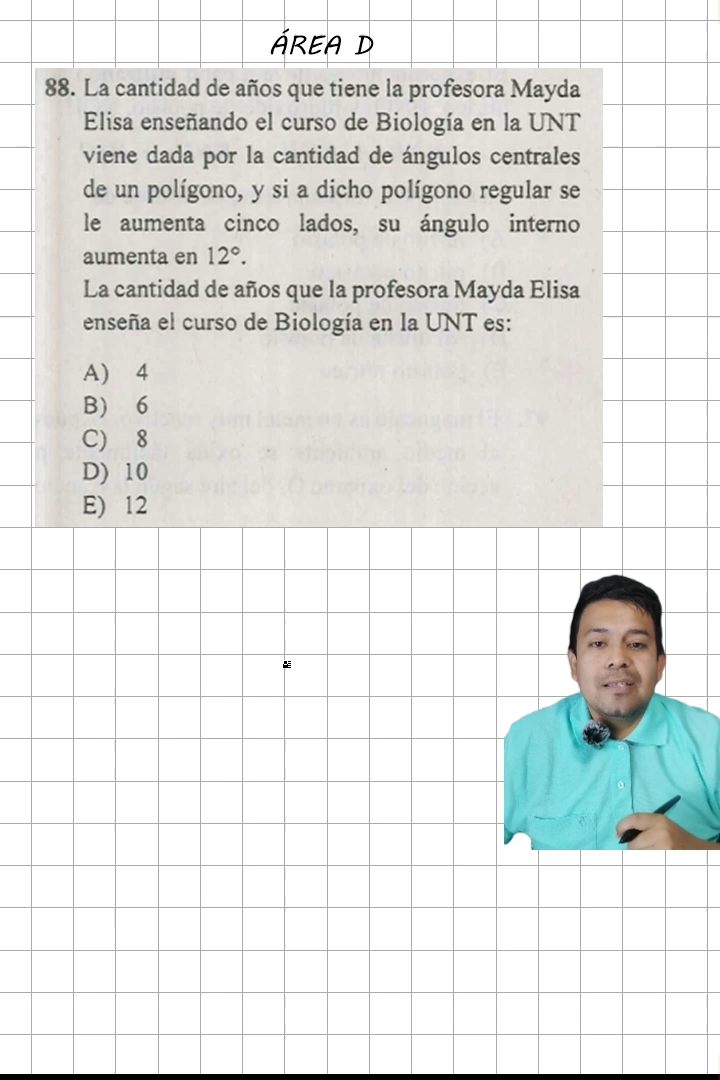 ÁREA D
88. La cantidad de años que tiene la profesora Mayda
Elisa enseñando el curso de Biología en la UNT
viene dada por la cantidad de ángulos centrales
de un polígono, y si a dicho polígono regular se
le aumenta cinco lados, su ángulo interno
aumenta en 12°.
La cantidad de años que la profesora Mayda Elisa
enseña el curso de Biología en la UNT es:
A) 4
B) 6
C) 8
D) 10
E) 12